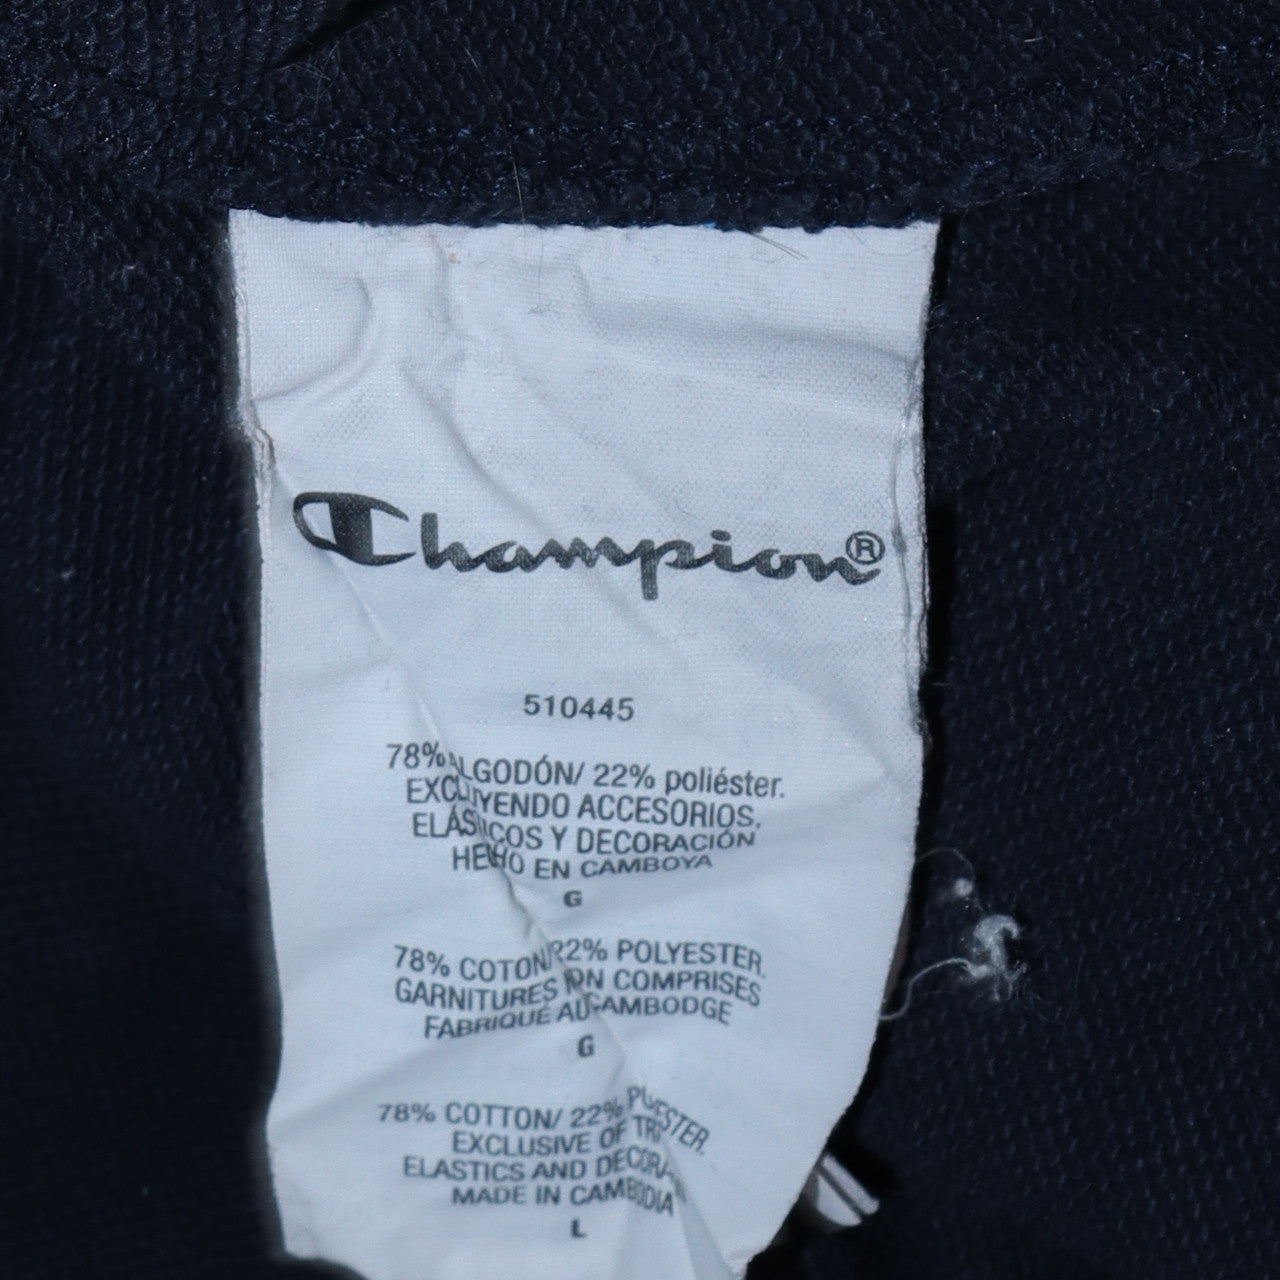 Champion®
510445
78% ALGODÓN/ 22% poliéster.
EXCLUYENDO ACCESORIOS,
ELÁSTICOS Y DECORACIÓN
HECHO EN CAMBOYA
G
78% COTON/ 22% POLYESTER.
GARNITURES NON COMPRISES
FABRIQUÉ AU CAMBODGE
G
78% COTTON/ 22% POLYESTER.
EXCLUSIVE OF
ELASTICS AND
MADE IN CAMBODIA
L